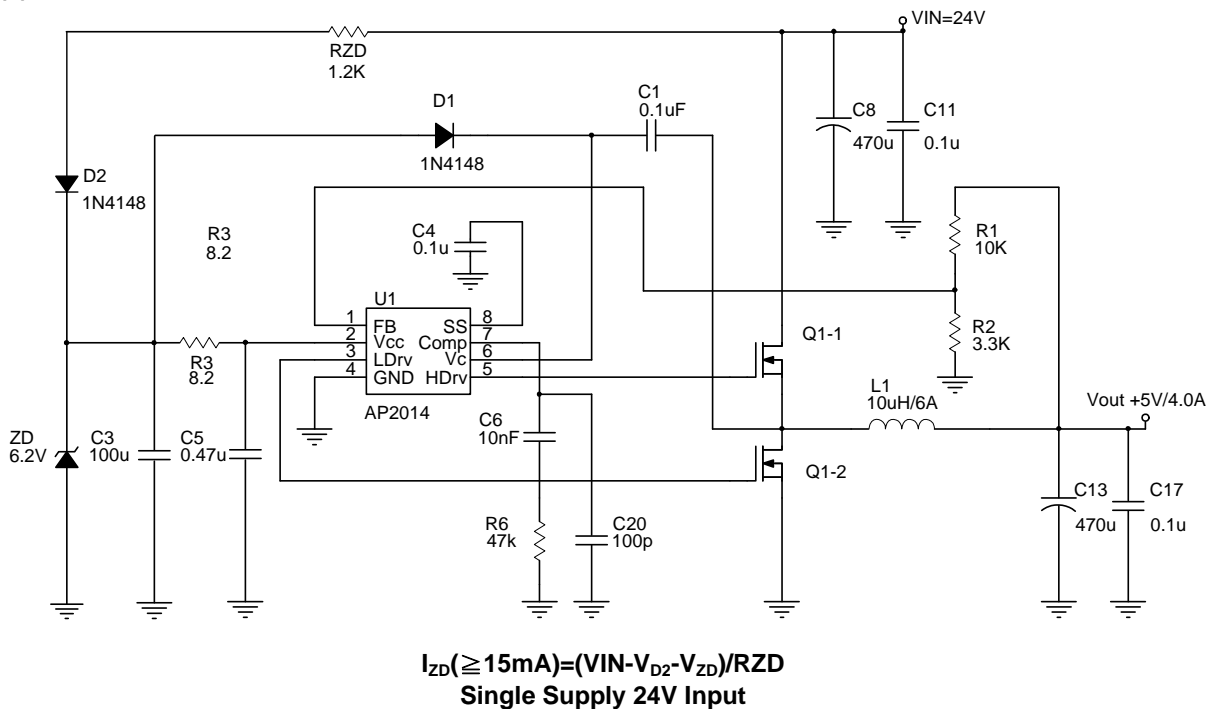 VIN=24V
RZD
1.2K
C1
0.1uF
D1
1N4148
C8
470u
C11
0.1u
D2
1N4148
R3
8.2
C4
0.1u
R1
10K
U1
1 FB SS 8
2 Vcc Comp 7
3 LDrv Vc 6
4 GND HDrv 5
AP2014
Q1-1
R2
3.3K
R3
8.2
L1
10uH/6A
Vout +5V/4.0A
ZD
6.2V
C3
100u
C5
0.47u
C6
10nF
Q1-2
C13
470u
C17
0.1u
R6
47k
C20
100p
I_ZD(≧15mA)=(VIN-V_D2-V_ZD)/RZD
Single Supply 24V Input